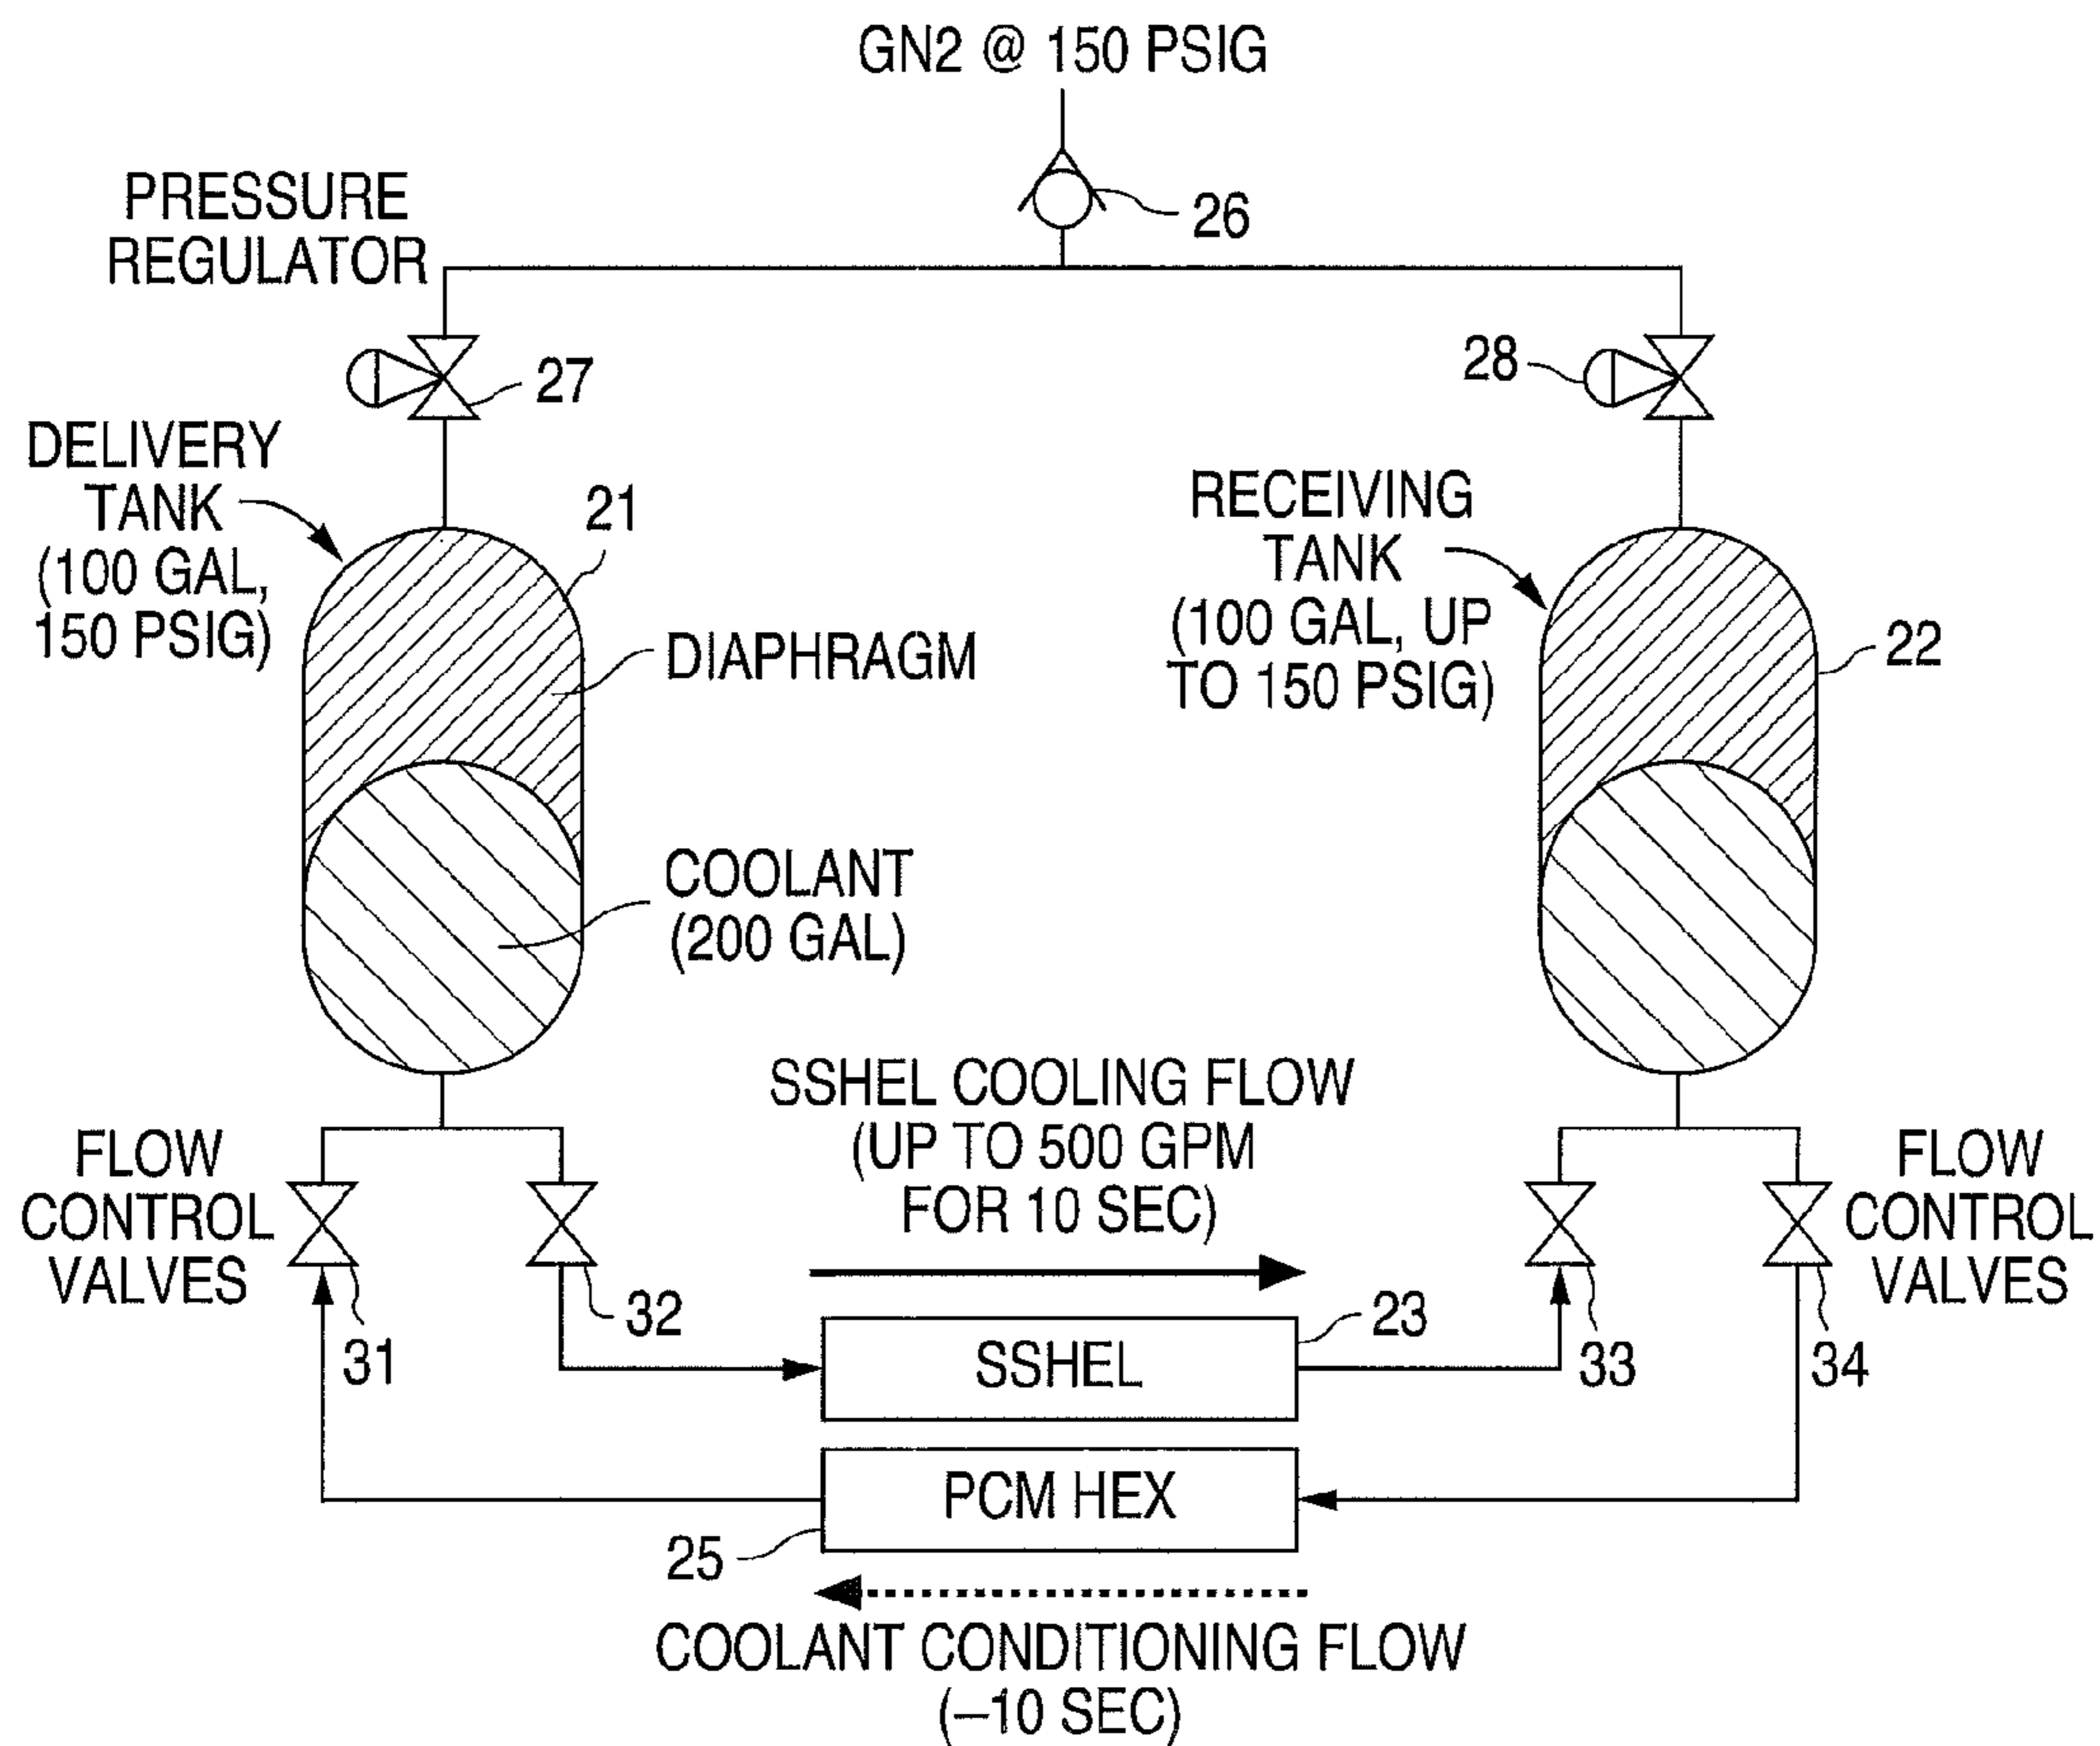 GN2 @ 150 PSIG
26
PRESSURE
REGULATOR
27
28
DELIVERY
TANK
(100 GAL,
150 PSIG)
21
DIAPHRAGM
RECEIVING
TANK
(100 GAL, UP
TO 150 PSIG)
22
COOLANT
(200 GAL)
SSHEL COOLING FLOW
(UP TO 500 GPM
FOR 10 SEC)
FLOW
CONTROL
VALVES
31
32
FLOW
CONTROL
VALVES
33
34
23
SSHEL
PCM HEX
25
COOLANT CONDITIONING FLOW
(–10 SEC)